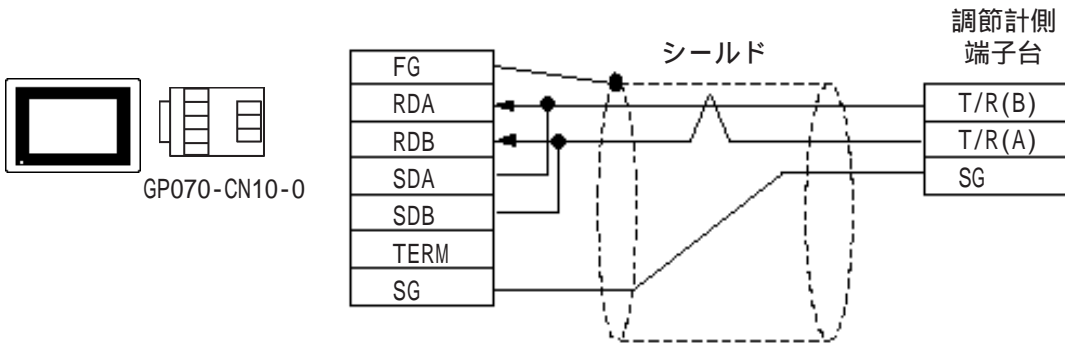 GP070-CN10-0
FG
RDA
RDB
SDA
SDB
TERM
SG
シールド
調節計側
端子台
T/R(B)
T/R(A)
SG